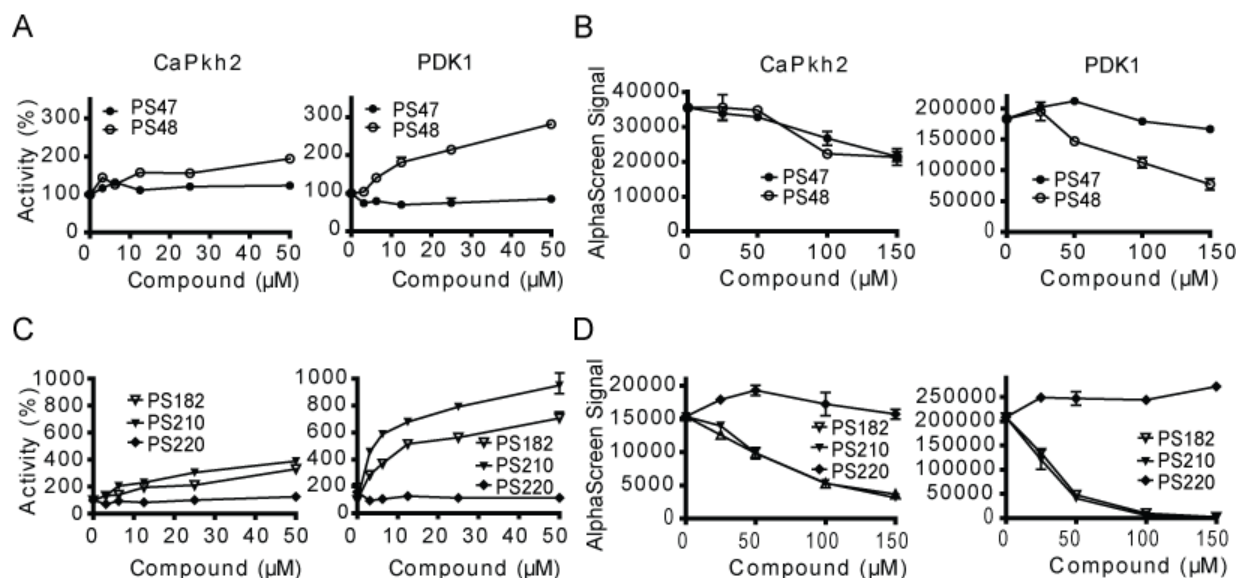 A
CaPkh2
PDK1
Activity (%)
300
200
100
0
PS47
PS48
0 10 20 30 40 50
Compound (µM)
300
200
100
0
PS47
PS48
0 10 20 30 40 50
Compound (µM)
B
CaPkh2
PDK1
AlphaScreen Signal
50000
40000
30000
20000
10000
0
PS47
PS48
0 50 100 150
Compound (µM)
200000
150000
100000
50000
0
PS47
PS48
0 50 100 150
Compound (µM)
C
Activity (%)
1000
800
600
400
200
0
PS182
PS210
PS220
0 10 20 30 40 50
Compound (µM)
1000
800
600
400
200
0
PS182
PS210
PS220
0 10 20 30 40 50
Compound (µM)
D
AlphaScreen Signal
20000
15000
10000
5000
0
PS182
PS210
PS220
0 50 100 150
Compound (µM)
250000
200000
150000
100000
50000
0
PS182
PS210
PS220
0 50 100 150
Compound (µM)